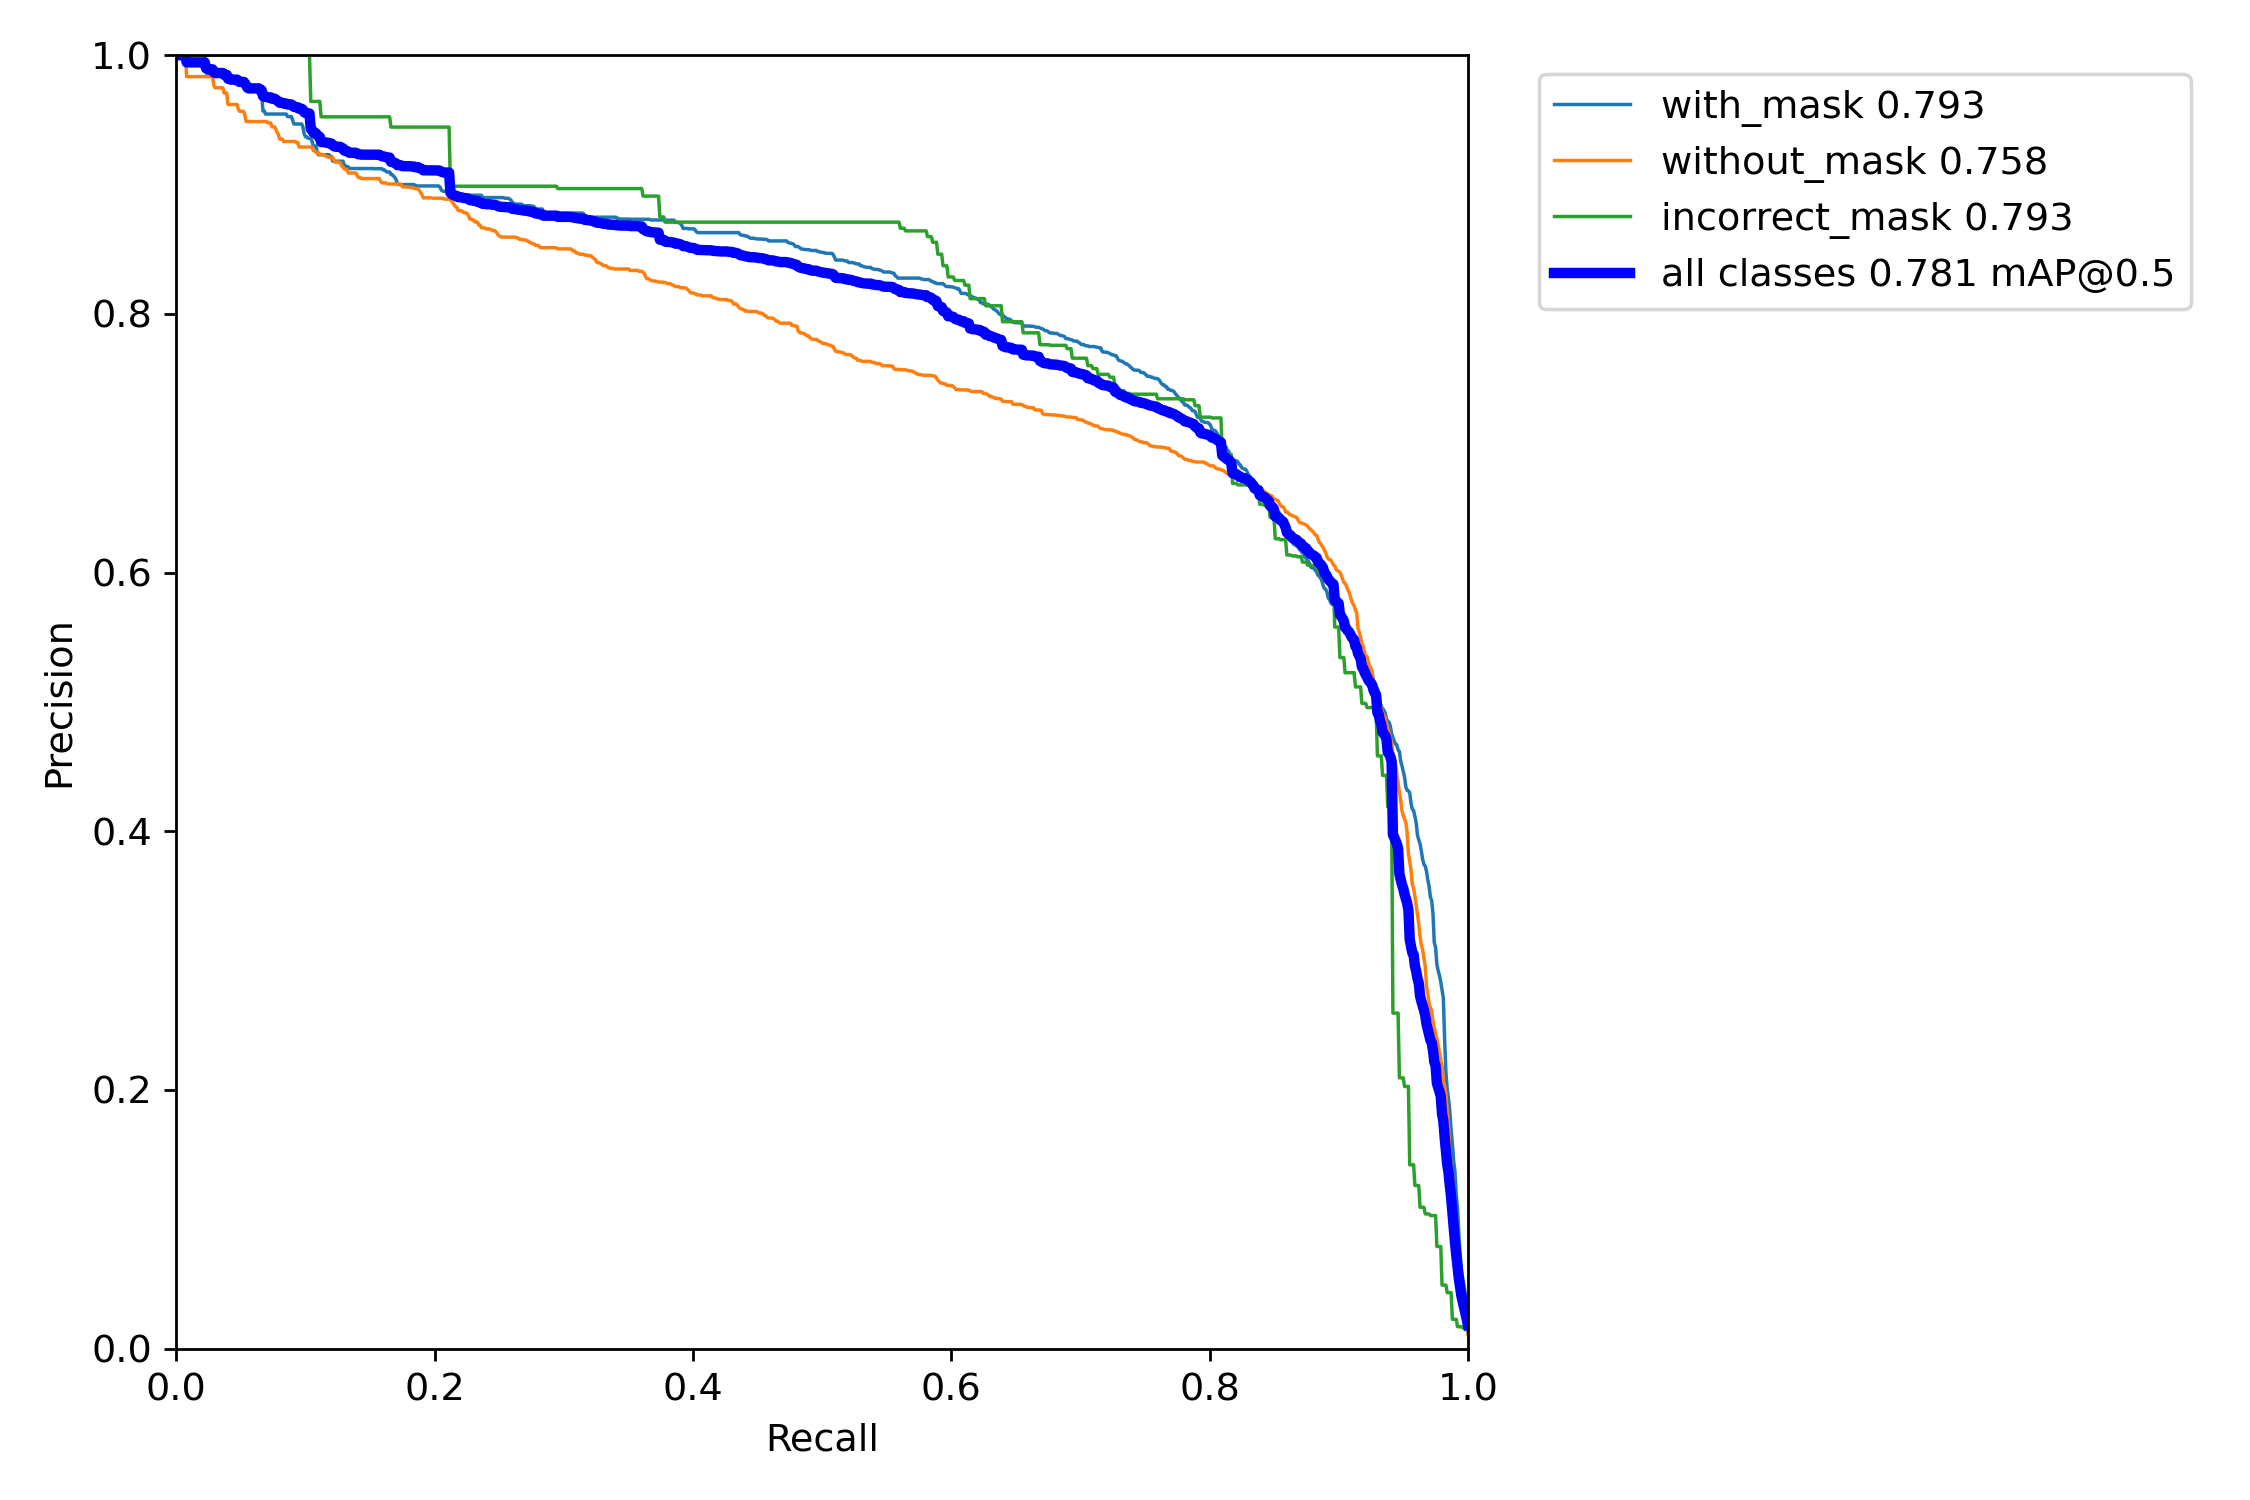 1.0
0.8
0.6
0.4
0.2
0.0
Precision
0.0 0.2 0.4 0.6 0.8 1.0
Recall
with_mask 0.793
without_mask 0.758
incorrect_mask 0.793
all classes 0.781 mAP@0.5